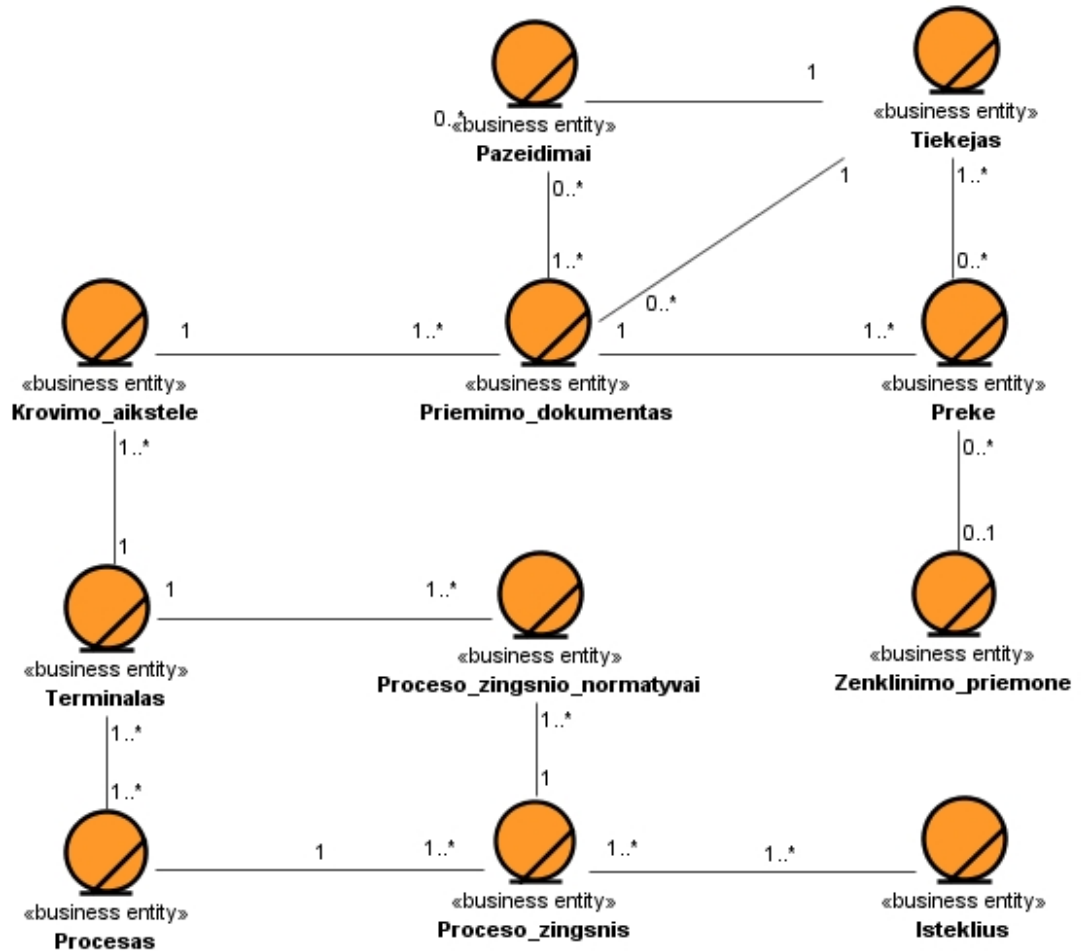 1
0..*
«business entity»
Pazeidimai
«business entity»
Tiekejas
0..*
1..*
1
1..*
0..*
0..*
1
1..*
1
1..*
«business entity»
Krovimo_aikstele
«business entity»
Priemimo_dokumentas
«business entity»
Preke
1..*
0..*
1
0..1
1
1..*
«business entity»
Terminalas
«business entity»
Proceso_zingsnio_normatyvai
«business entity»
Zenklinimo_priemone
1..*
1..*
1..*
1
1
1..*
1..*
1..*
«business entity»
Procesas
«business entity»
Proceso_zingsnis
«business entity»
Isteklius